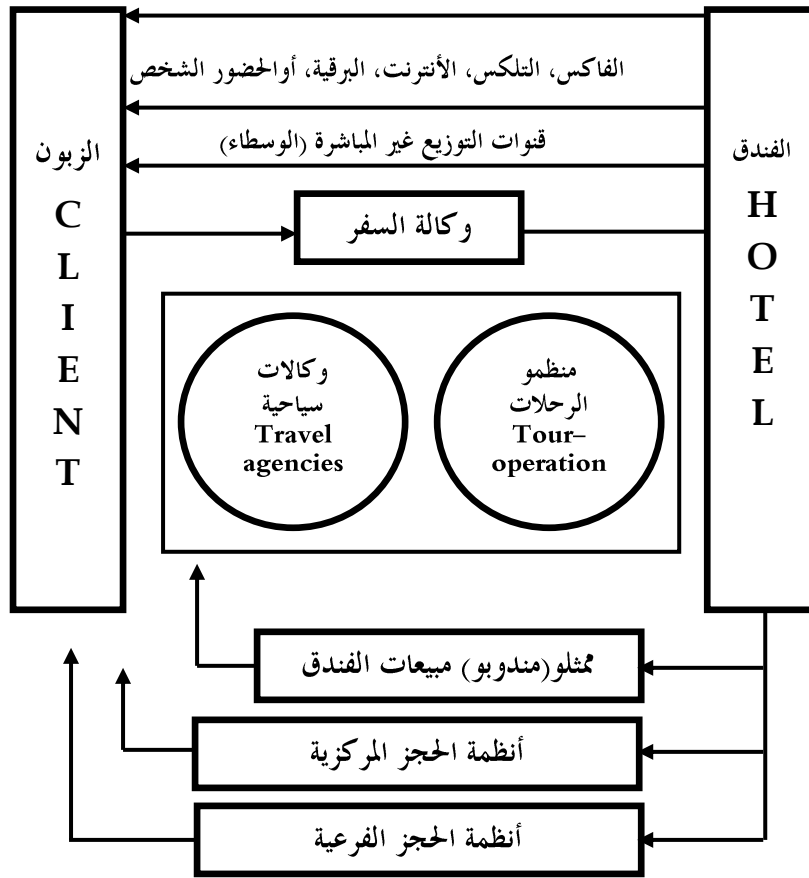 الفاكس، التلكس، الأنترنت، البرقية، أوالحضور الشخص
قنوات التوزيع غير المباشرة (الوسطاء)
الفندق
H
O
T
E
L
الزبون
C
L
I
E
N
T
وكالة السفر
منظمو
الرحلات
Tour–
operation
وكالات
سياحية
Travel
agencies
ممثلو(مندوبو) مبيعات الفندق
أنظمة الحجز المركزية
أنظمة الحجز الفرعية